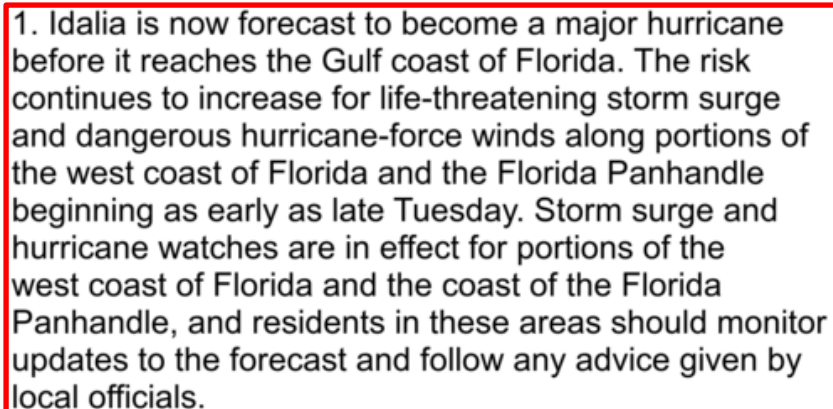 1. Idalia is now forecast to become a major hurricane
before it reaches the Gulf coast of Florida. The risk
continues to increase for life-threatening storm surge
and dangerous hurricane-force winds along portions of
the west coast of Florida and the Florida Panhandle
beginning as early as late Tuesday. Storm surge and
hurricane watches are in effect for portions of the
west coast of Florida and the coast of the Florida
Panhandle, and residents in these areas should monitor
updates to the forecast and follow any advice given by
local officials.